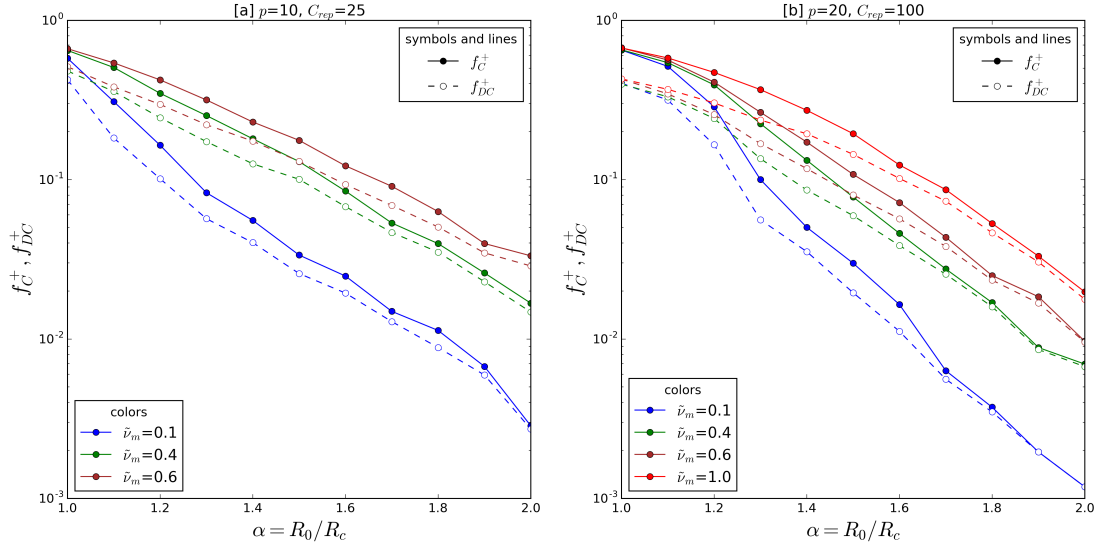 [a] p=10, C_rep=25
10^0
10^-1
10^-2
10^-3
f_C^+, f_DC^+
symbols and lines
f_C^+
f_DC^+
colors
ν̃_m=0.1
ν̃_m=0.4
ν̃_m=0.6
1.0 1.2 1.4 1.6 1.8 2.0
α = R_0/R_c
[b] p=20, C_rep=100
10^0
10^-1
10^-2
10^-3
f_C^+, f_DC^+
symbols and lines
f_C^+
f_DC^+
colors
ν̃_m=0.1
ν̃_m=0.4
ν̃_m=0.6
ν̃_m=1.0
1.0 1.2 1.4 1.6 1.8 2.0
α = R_0/R_c